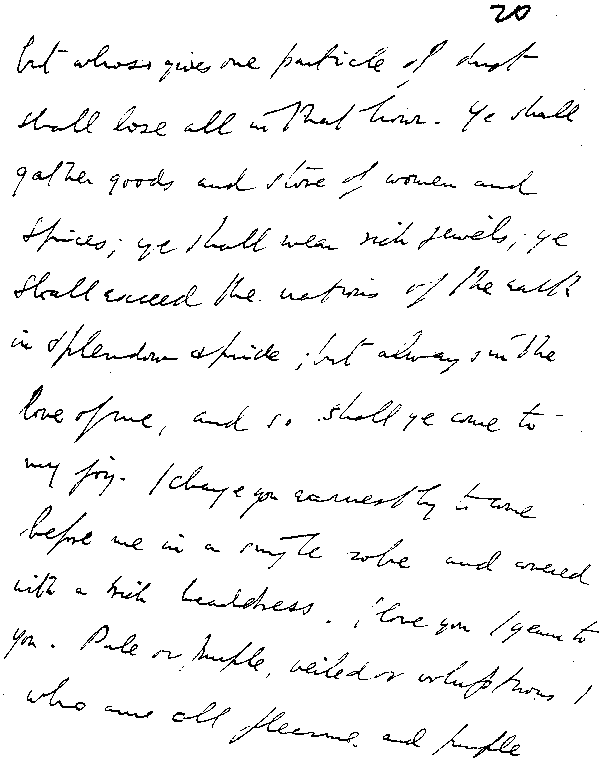 20
but whoso gives one particle of dust
shall lose all in that hour. Ye shall
gather goods and store of women and
spices; ye shall wear rich jewels; ye
shall exceed the nations of the earth
in splendour & pride; but always in the
love of me, and so shall ye come to
my joy. I charge you earnestly to come
before me in a single robe and covered
with a rich headdress. I love you I yearn to
you. Pale or purple, veiled or voluptuous I
who am all pleasure and purple